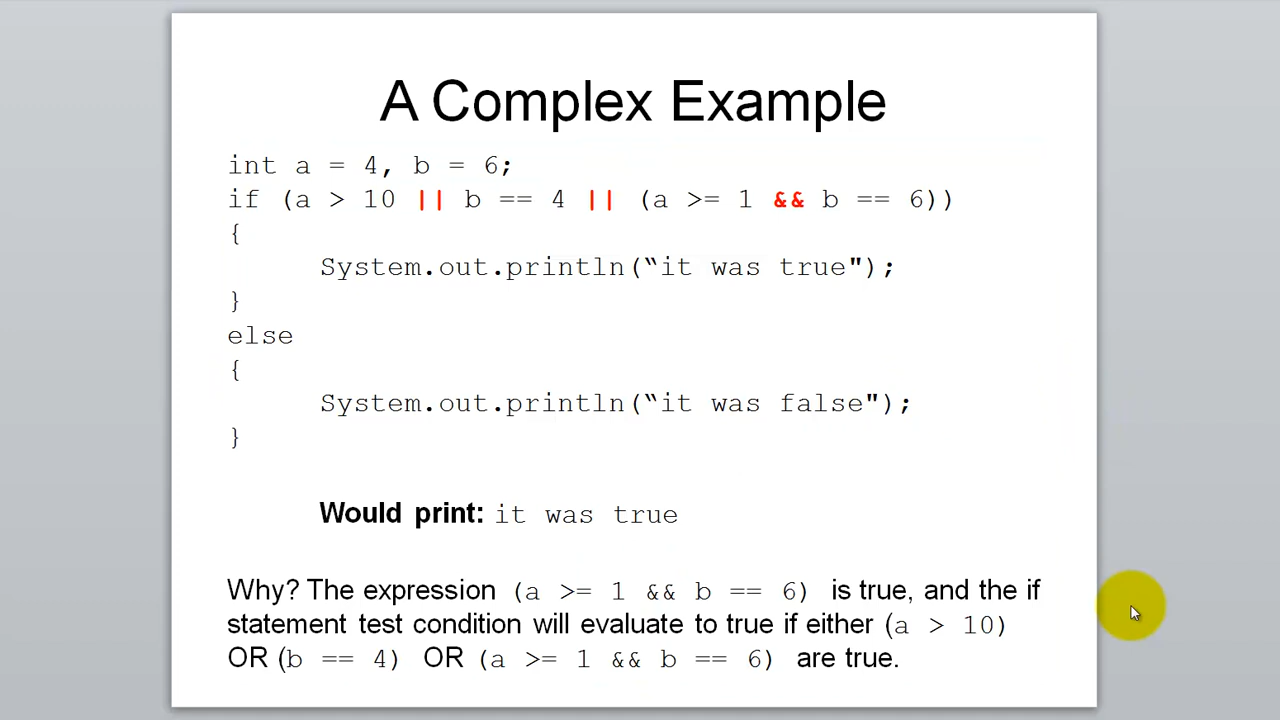 A Complex Example
int a = 4, b = 6;
if (a > 10 || b == 4 || (a >= 1 && b == 6))
{
System.out.println(“it was true");
}
else
{
System.out.println(“it was false");
}
Would print: it was true
Why? The expression (a >= 1 && b == 6) is true, and the if
statement test condition will evaluate to true if either (a > 10)
OR (b == 4) OR (a >= 1 && b == 6) are true.